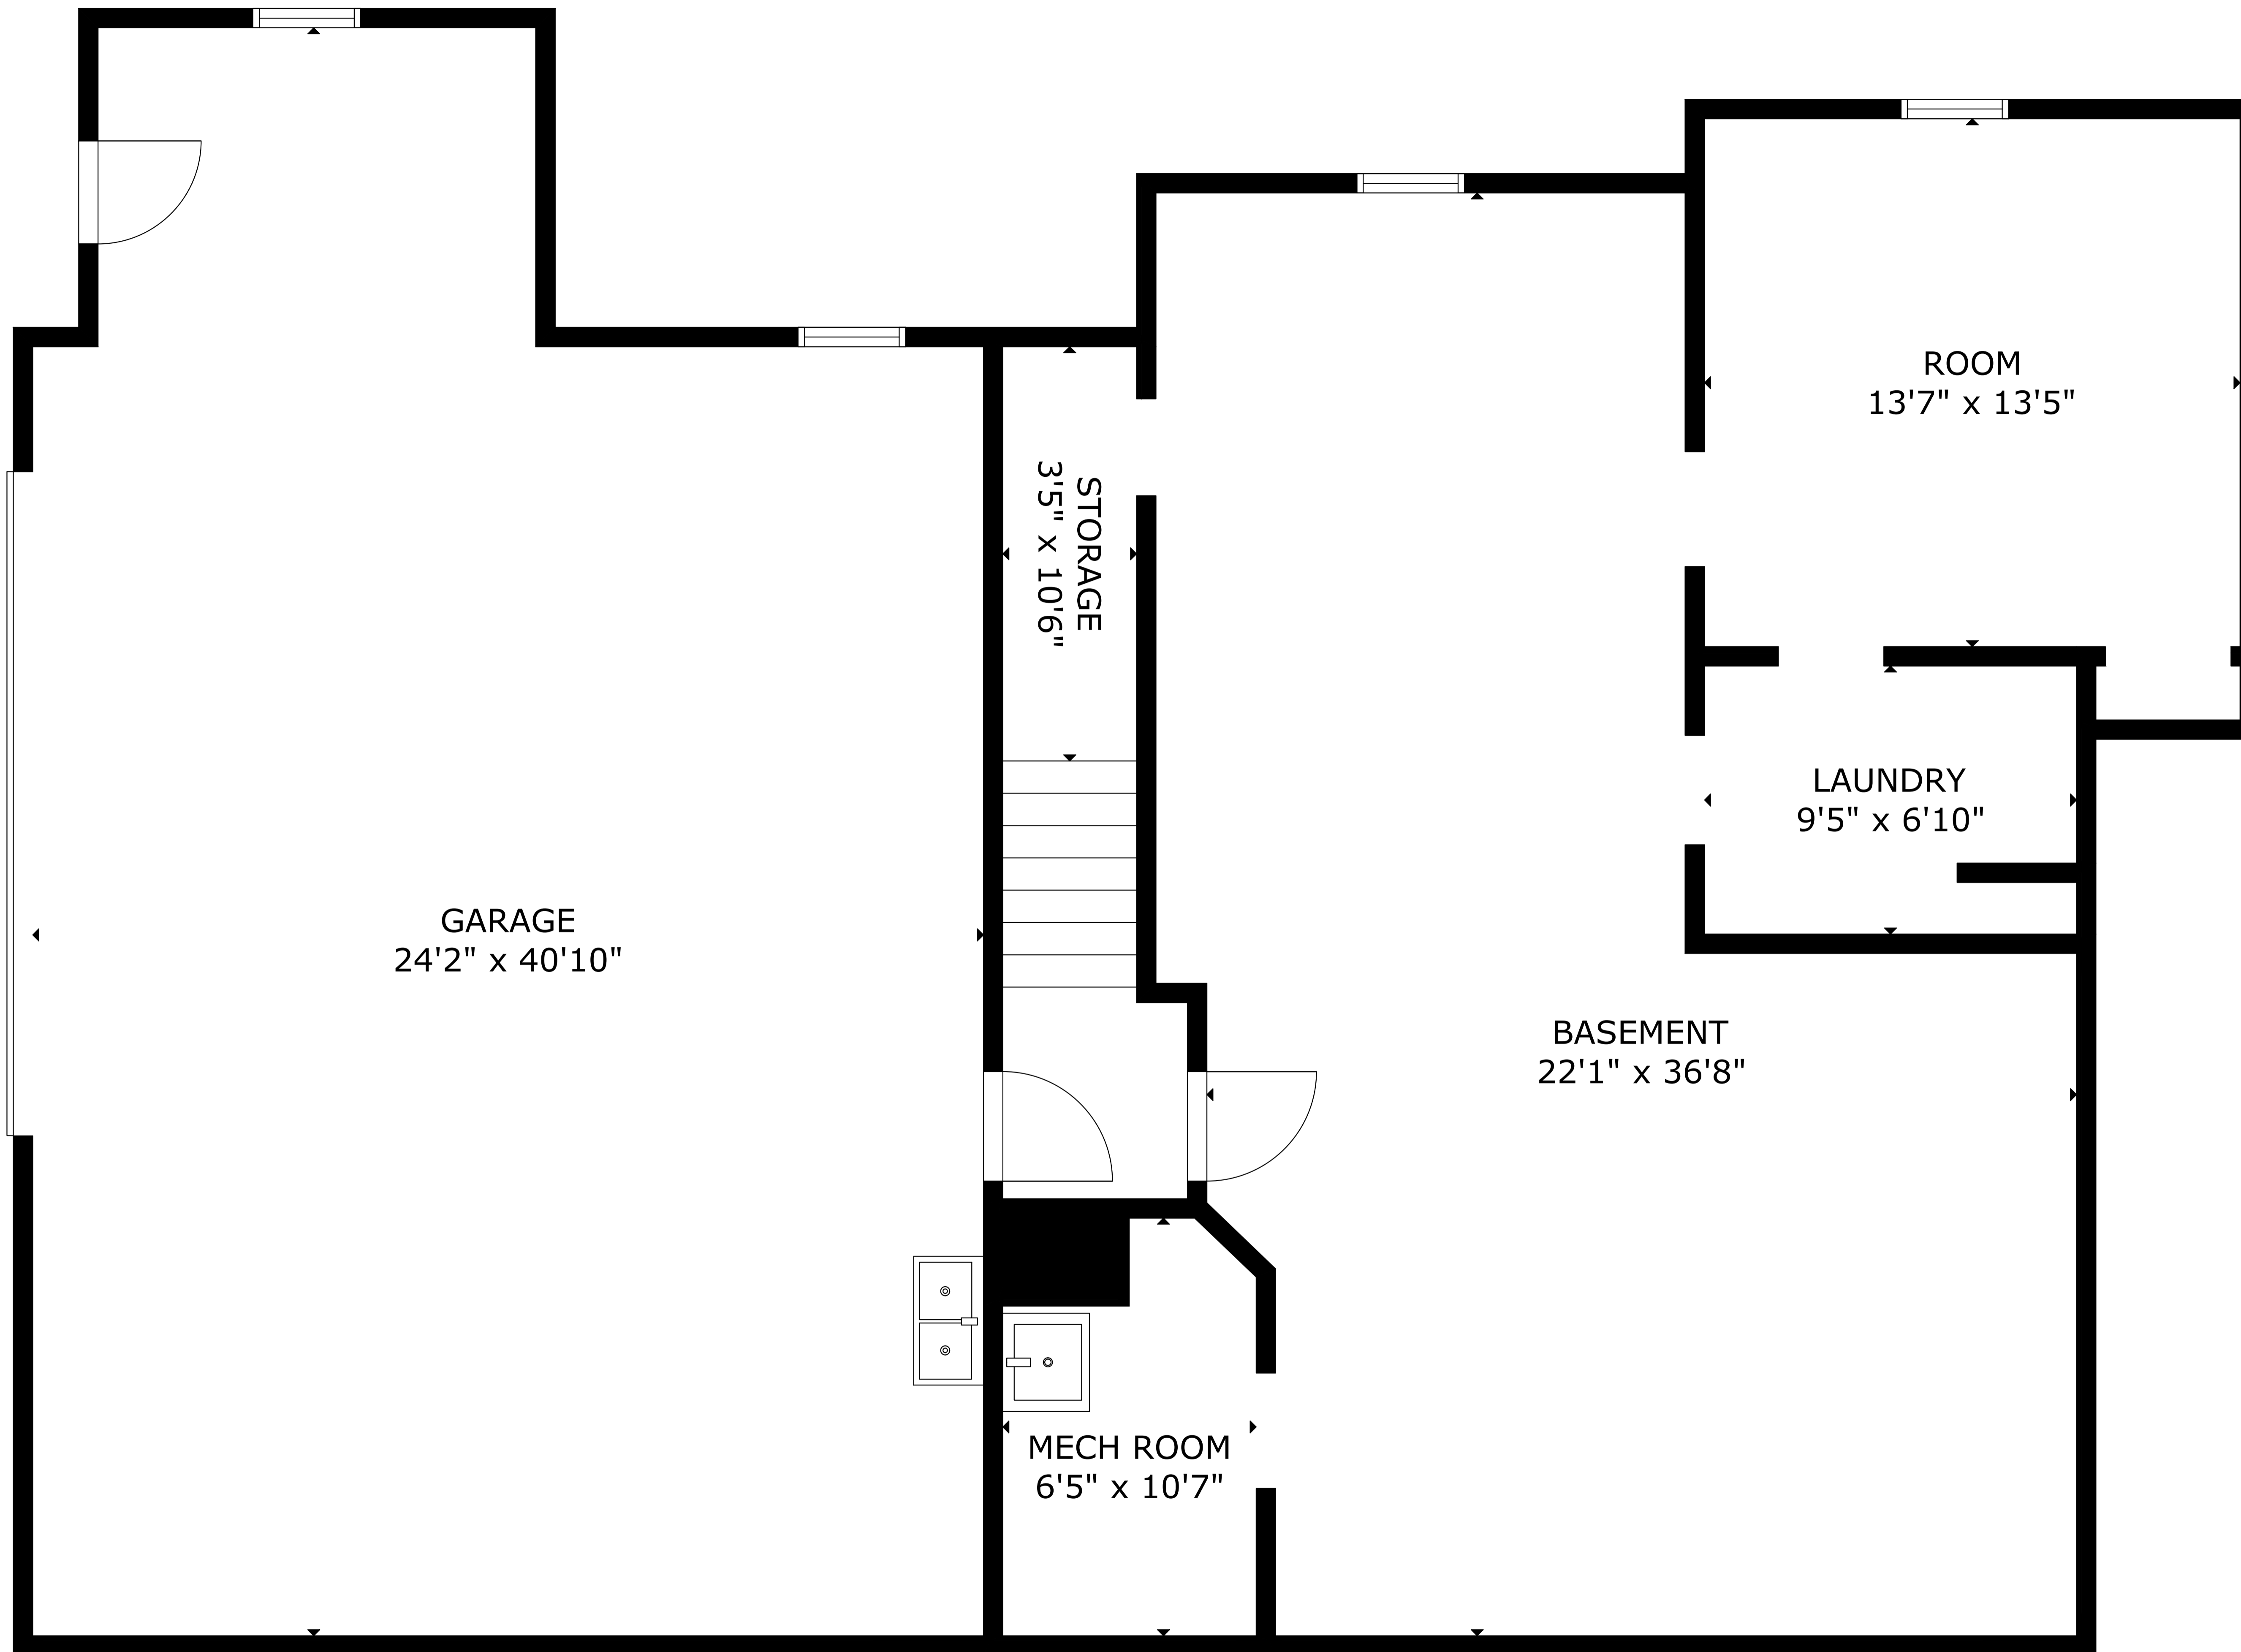 ROOM
13'7" x 13'5"
STORAGE
3'5" x 10'6"
LAUNDRY
9'5" x 6'10"
GARAGE
24'2" x 40'10"
BASEMENT
22'1" x 36'8"
MECH ROOM
6'5" x 10'7"